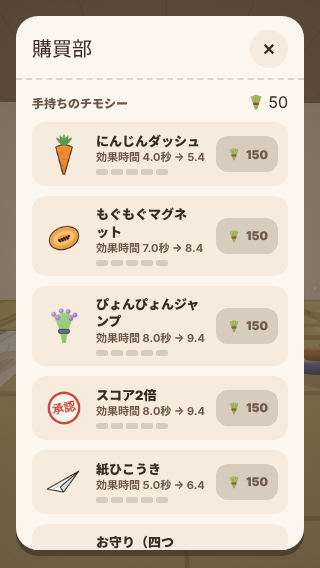 購買部
手持ちのチモシー
50
にんじんダッシュ
効果時間 4.0秒 → 5.4
150
もぐもぐマグネ
ット
効果時間 7.0秒 → 8.4
150
ぴょんぴょんジャ
ンプ
効果時間 8.0秒 → 9.4
150
承認
スコア2倍
効果時間 8.0秒 → 9.4
150
紙ひこうき
効果時間 5.0秒 → 6.4
150
お守り（四つ